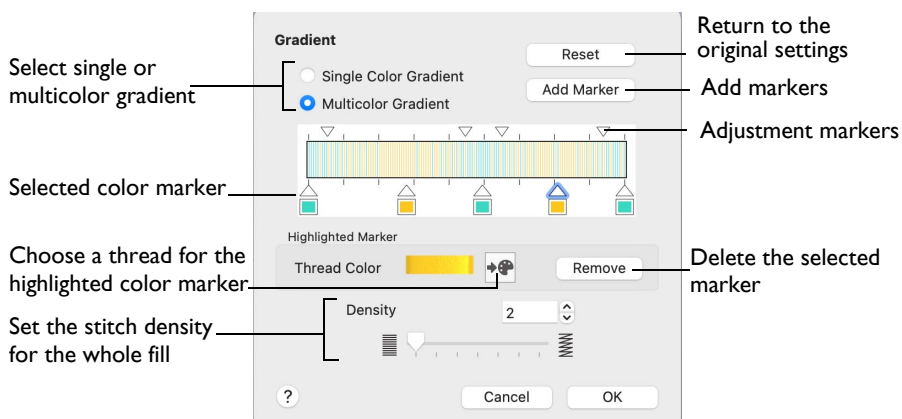 Gradient
Reset
Return to the
original settings
Select single or
multicolor gradient
Single Color Gradient
Multicolor Gradient
Add Marker
Add markers
Adjustment markers
Selected color marker
Highlighted Marker
Choose a thread for the
highlighted color marker
Thread Color
Remove
Delete the selected
marker
Set the stitch density
for the whole fill
Density
2
?
Cancel
OK